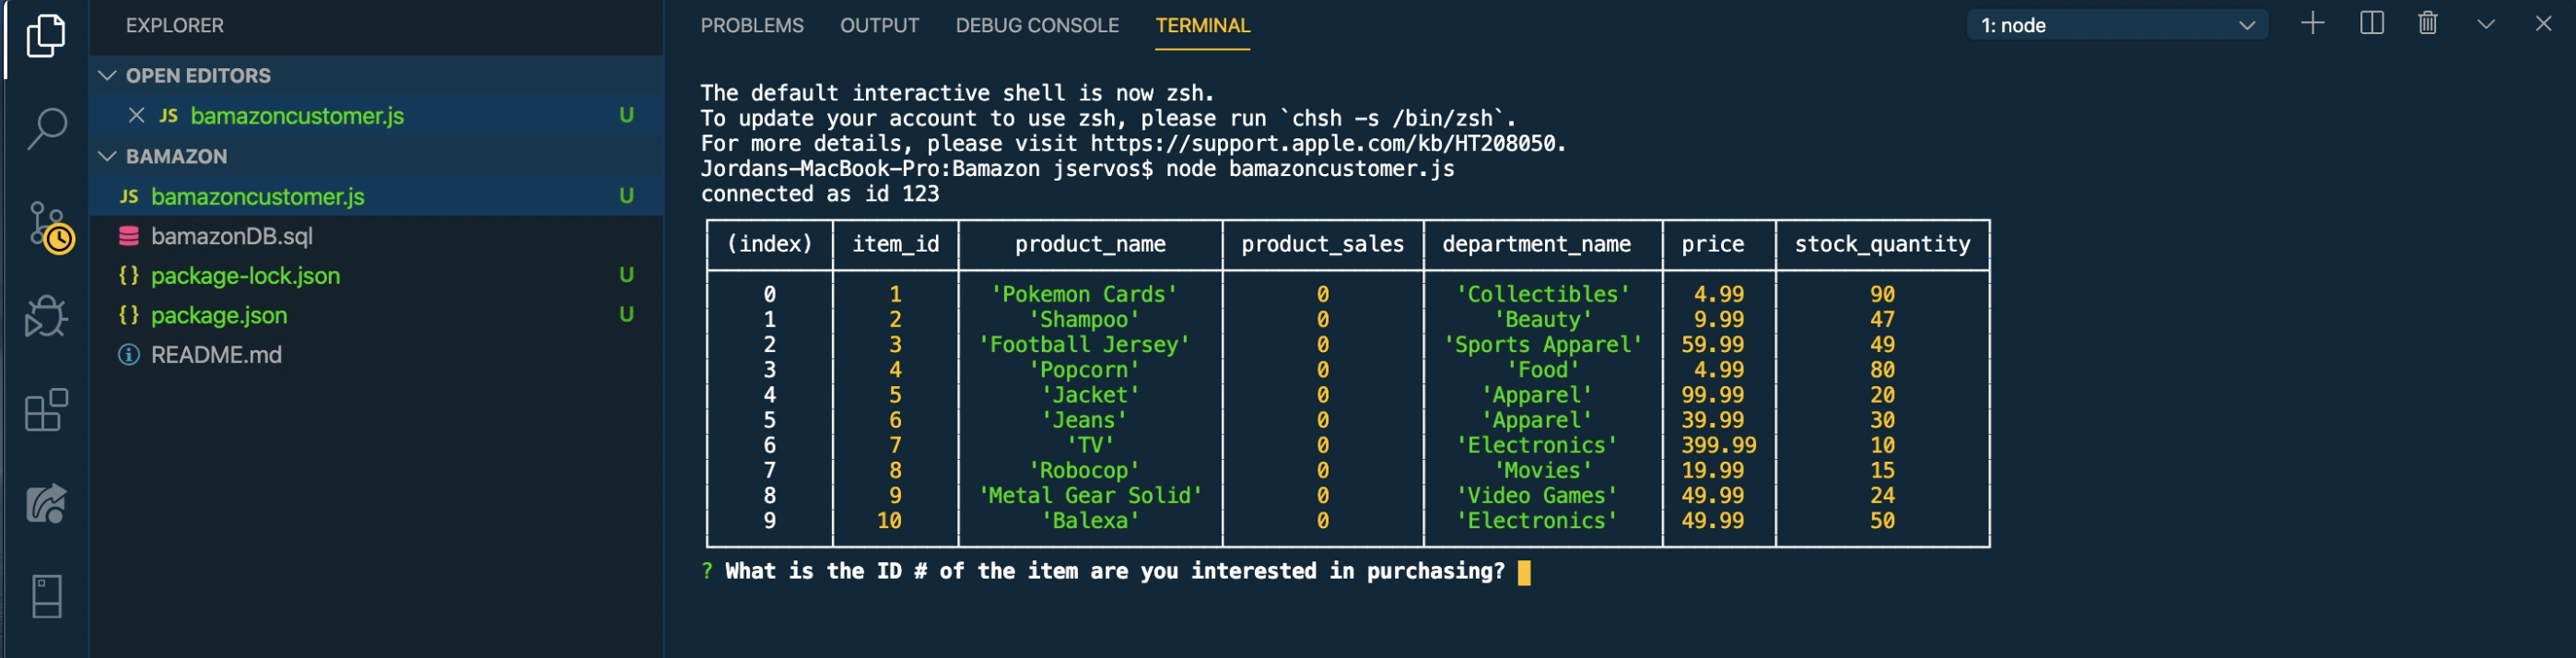 EXPLORER
OPEN EDITORS
JS bamazoncustomer.js U
BAMAZON
JS bamazoncustomer.js U
bamazonDB.sql
{} package-lock.json U
{} package.json U
README.md
PROBLEMS OUTPUT DEBUG CONSOLE TERMINAL 1: node
The default interactive shell is now zsh.
To update your account to use zsh, please run `chsh -s /bin/zsh`.
For more details, please visit https://support.apple.com/kb/HT208050.
Jordans-MacBook-Pro:Bamazon jservos$ node bamazoncustomer.js
connected as id 123
(index) item_id product_name product_sales department_name price stock_quantity
0 1 'Pokemon Cards' 0 'Collectibles' 4.99 90
1 2 'Shampoo' 0 'Beauty' 9.99 47
2 3 'Football Jersey' 0 'Sports Apparel' 59.99 49
3 4 'Popcorn' 0 'Food' 4.99 80
4 5 'Jacket' 0 'Apparel' 99.99 20
5 6 'Jeans' 0 'Apparel' 39.99 30
6 7 'TV' 0 'Electronics' 399.99 10
7 8 'Robocop' 0 'Movies' 19.99 15
8 9 'Metal Gear Solid' 0 'Video Games' 49.99 24
9 10 'Balexa' 0 'Electronics' 49.99 50
? What is the ID # of the item are you interested in purchasing?